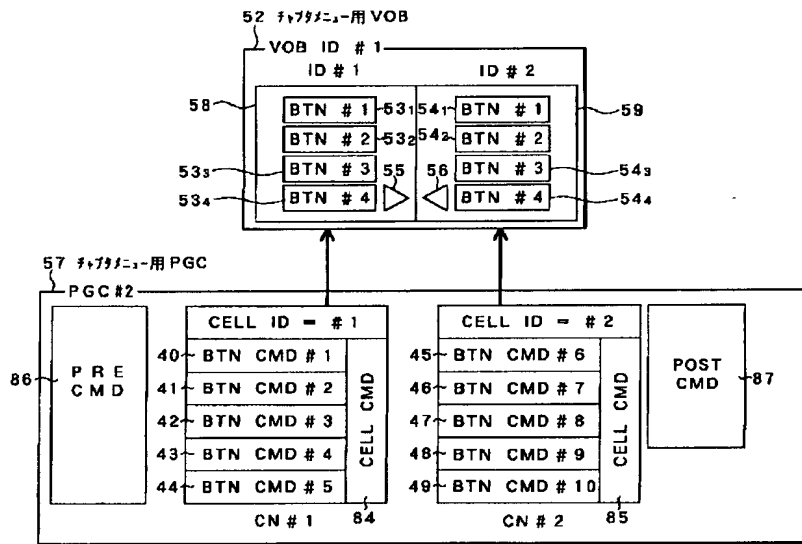 52 チャプタメニュー用 VOB
VOB ID #1
ID #1 ID #2
58 59
BTN #1 53₁ 54₁ BTN #1
BTN #2 53₂ 54₂ BTN #2
53₃ BTN #3 55 56 BTN #3 54₃
53₄ BTN #4 BTN #4 54₄
57 チャプタメニュー用 PGC
PGC #2
CELL ID = #1 CELL ID = #2
86 PRE CMD
40 BTN CMD #1 45 BTN CMD #6
41 BTN CMD #2 46 BTN CMD #7
42 BTN CMD #3 47 BTN CMD #8
43 BTN CMD #4 48 BTN CMD #9
44 BTN CMD #5 49 BTN CMD #10
CELL CMD CELL CMD
POST CMD 87
CN #1 84 CN #2 85